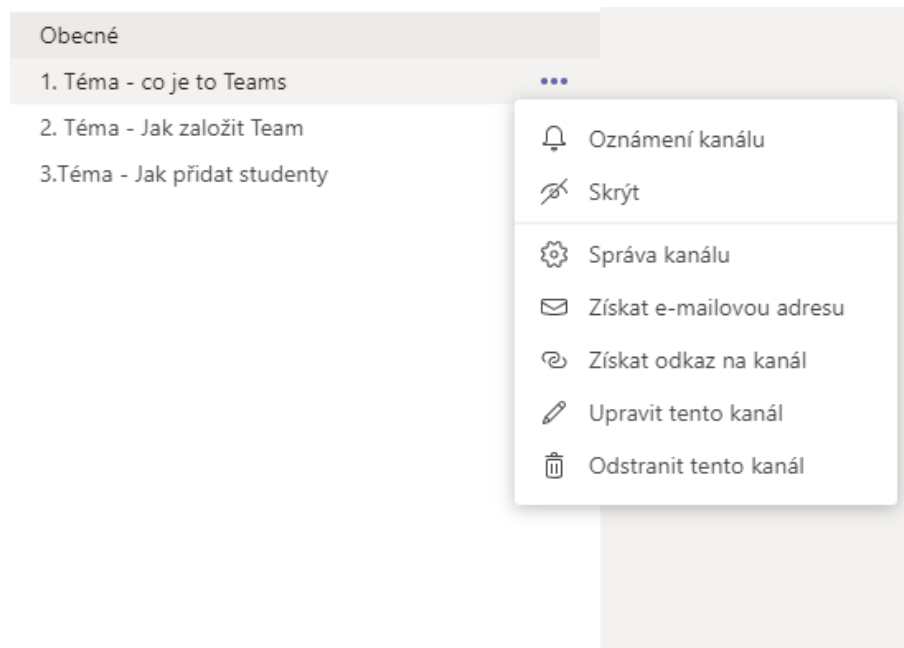 Obecné
1. Téma - co je to Teams
2. Téma - Jak založit Team
3.Téma - Jak přidat studenty
Oznámení kanálu
Skrýt
Správa kanálu
Získat e-mailovou adresu
Získat odkaz na kanál
Upravit tento kanál
Odstranit tento kanál